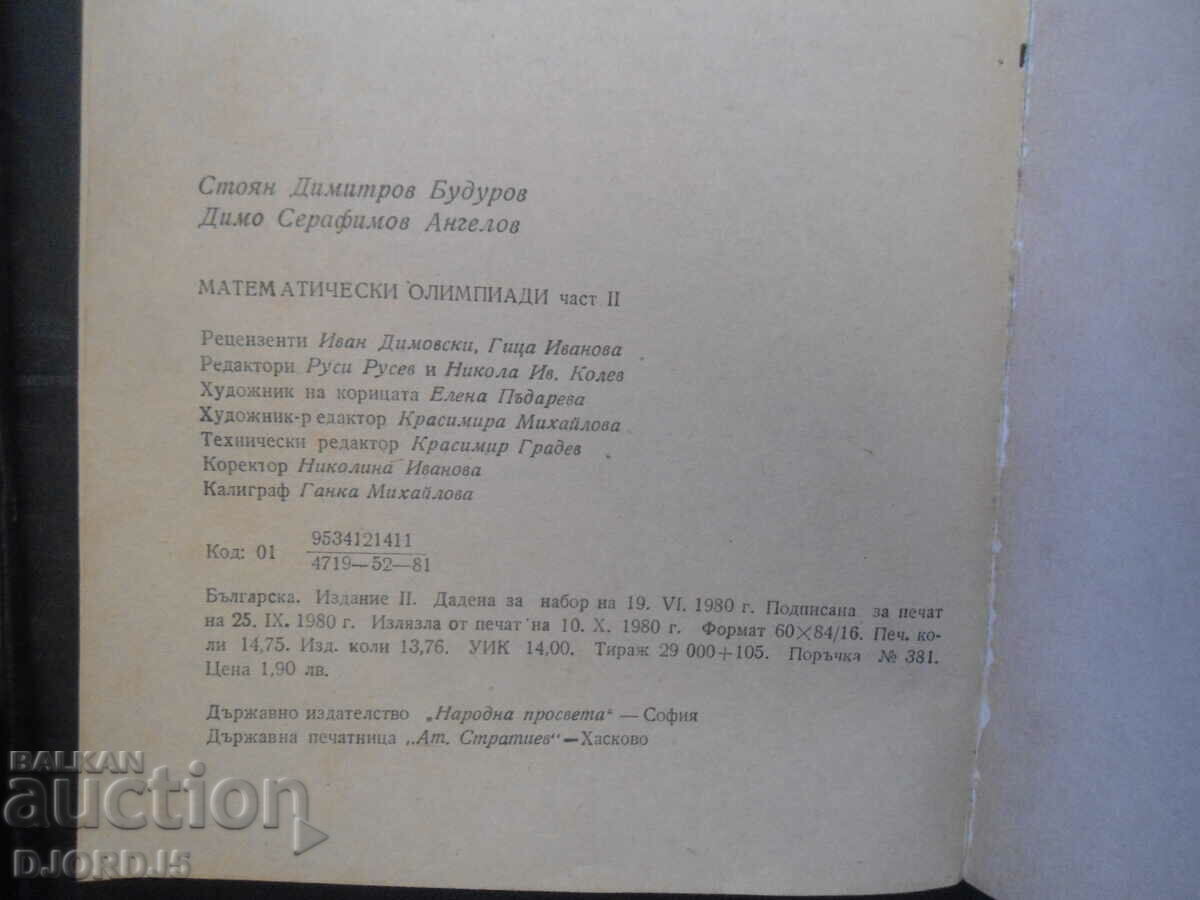 Стоян Димитров Будуров
Димо Серафимов Ангелов
МАТЕМАТИЧЕСКИ ОЛИМПИАДИ част II
Рецензенти Иван Димовски, Гица Иванова
Редактори Руси Русев и Никола Ив. Колев
Художник на корицата Елена Пъдарева
Художник-редактор Красимира Михайлова
Технически редактор Красимир Градев
Коректор Николина Иванова
Калиграф Ганка Михайлова
Код: 01 9534121411
4719—52—81
Българска. Издание II. Дадена за набор на 19. VI. 1980 г. Подписана за печат
на 25. IX. 1980 г. Излязла от печат на 10. X. 1980 г. Формат 60×84/16. Печ. ко-
ли 14,75. Изд. коли 13,76. УИК 14,00. Тираж 29 000+105. Поръчка № 381.
Цена 1,90 лв.
Държавно издателство „Народна просвета“ — София
Държавна печатница „Ат. Стратиев“—Хасково
BALKAN
auction
DJORD.15